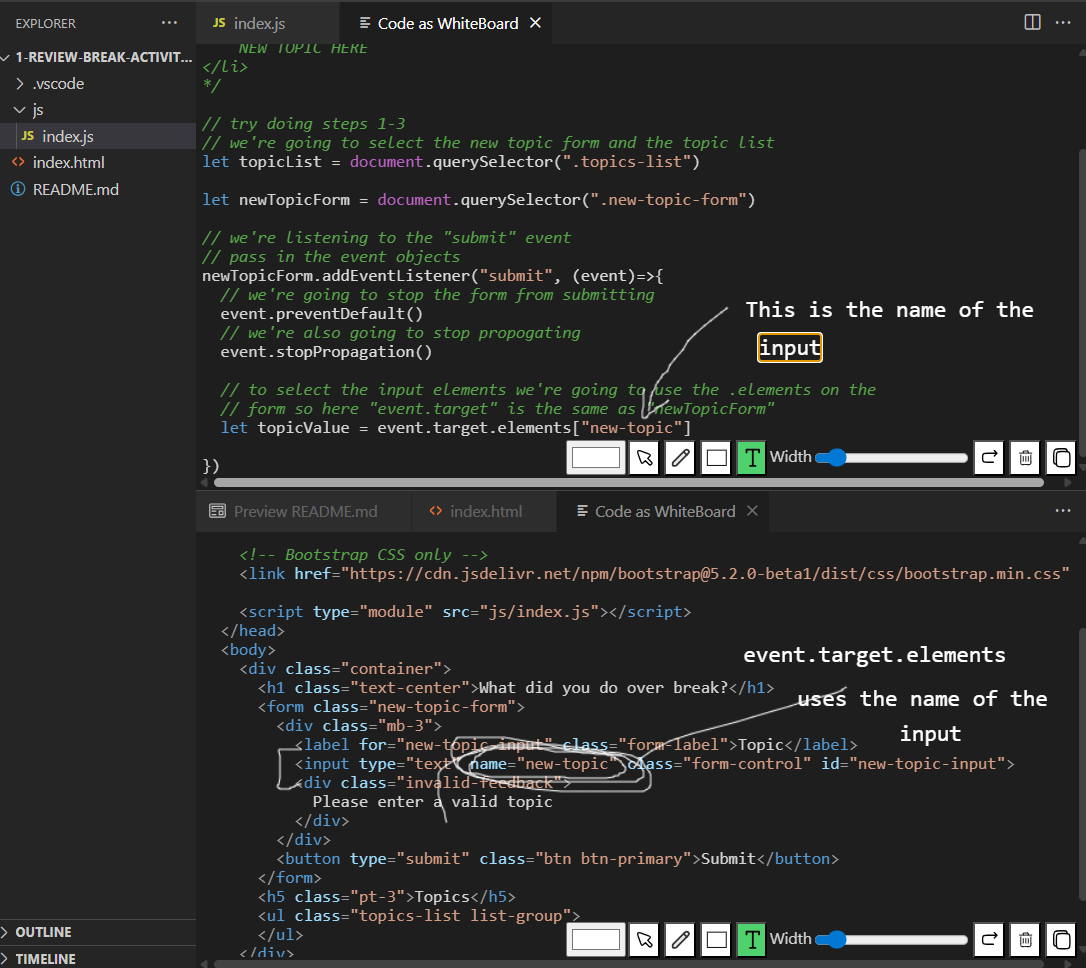 EXPLORER
index.js
Code as WhiteBoard
1-REVIEW-BREAK-ACTIVIT...
.vscode
js
JS index.js
index.html
README.md
OUTLINE
TIMELINE
NEW TOPIC HERE
</li>
*/
// try doing steps 1-3
// we're going to select the new topic form and the topic list
let topicList = document.querySelector(".topics-list")
let newTopicForm = document.querySelector(".new-topic-form")
// we're listening to the "submit" event
// pass in the event objects
newTopicForm.addEventListener("submit", (event)=>{
// we're going to stop the form from submitting
event.preventDefault()
// we're also going to stop propogating
event.stopPropagation()
// to select the input elements we're going to use the .elements on the
// form so here "event.target" is the same as "newTopicForm"
let topicValue = event.target.elements["new-topic"]
})
This is the name of the
input
T Width
Preview README.md
index.html
Code as WhiteBoard
<!-- Bootstrap CSS only -->
<link href="https://cdn.jsdelivr.net/npm/bootstrap@5.2.0-beta1/dist/css/bootstrap.min.css"
<script type="module" src="js/index.js"></script>
</head>
<body>
<div class="container">
<h1 class="text-center">What did you do over break?</h1>
<form class="new-topic-form">
<div class="mb-3">
<label for="new-topic-input" class="form-label">Topic</label>
<input type="text" name="new-topic" class="form-control" id="new-topic-input">
<div class="invalid-feedback">
Please enter a valid topic
</div>
</div>
<button type="submit" class="btn btn-primary">Submit</button>
</form>
<h5 class="pt-3">Topics</h5>
<ul class="topics-list list-group">
</ul>
</div>
event.target.elements
uses the name of the
input
T Width